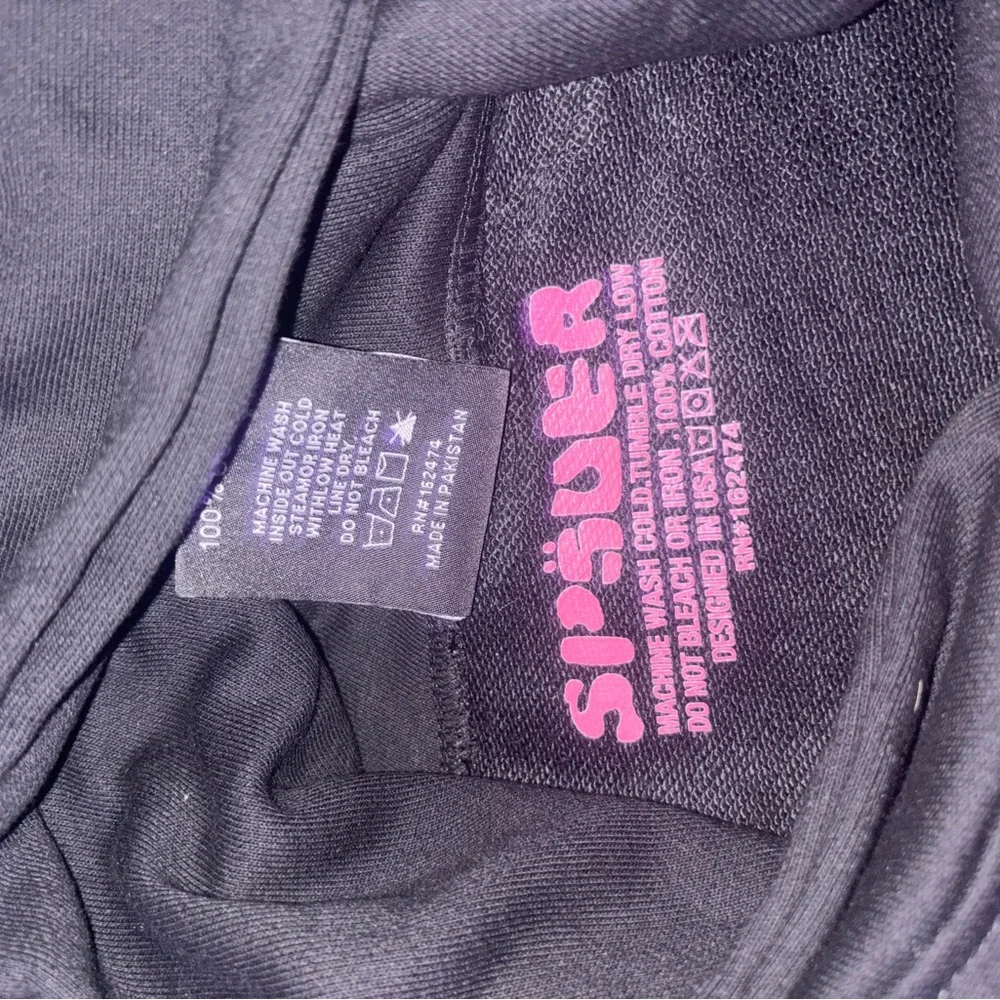 100%
MACHINE WASH
INSIDE OUT COLD
STEAMOR IRON
WITHLOW HEAT
LINE DRY
DO NOT BLEACH
RN#162474
MADE IN PAKISTAN
SP5DER
MACHINE WASH COLD.TUMBLE DRY LOW
DO NOT BLEACH OR IRON .100% COTTON
DESIGNED IN USA
RN#162474